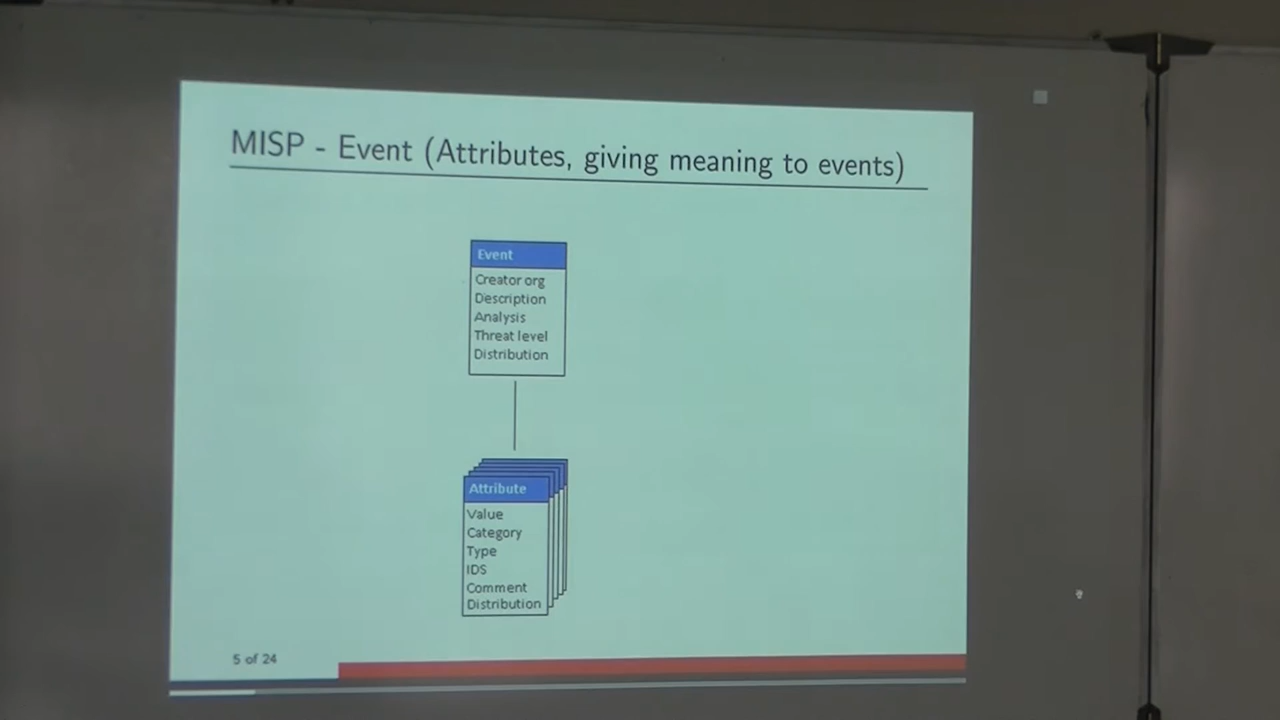 MISP - Event (Attributes, giving meaning to events)
Event
Creator org
Description
Analysis
Threat level
Distribution
Attribute
Value
Category
Type
IDS
Comment
Distribution
5 of 24